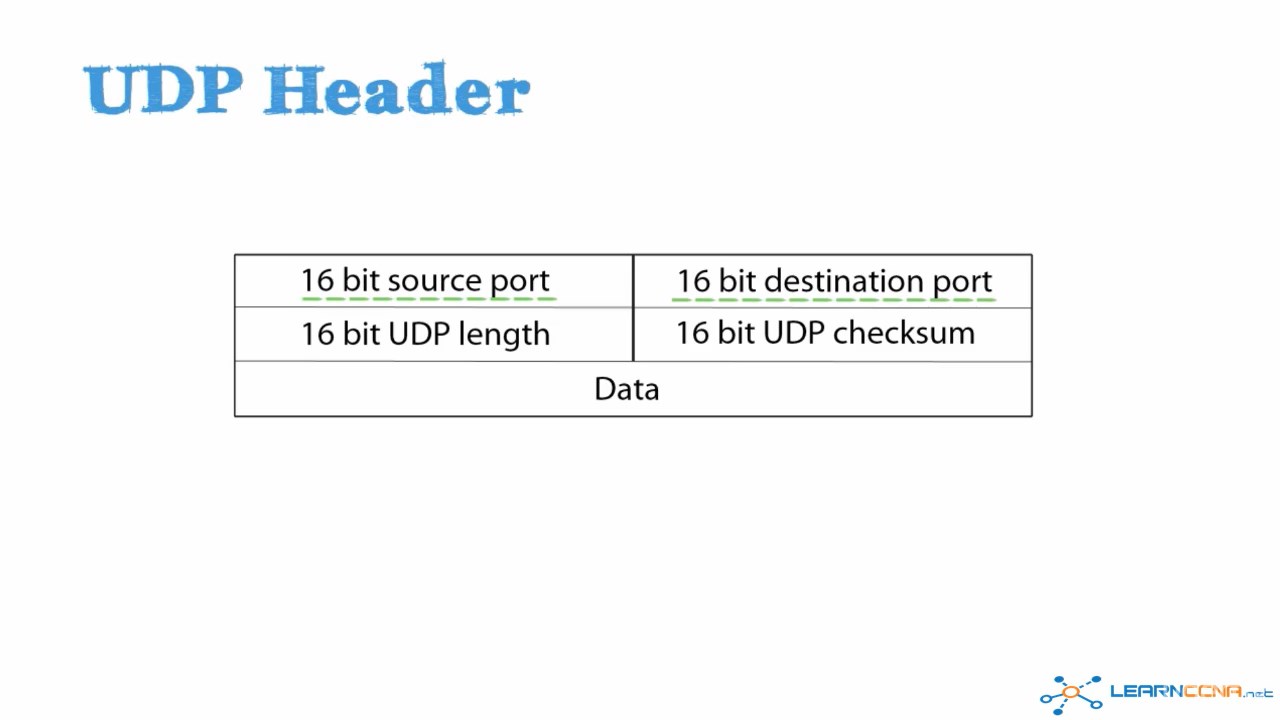 UDP Header
16 bit source port
16 bit destination port
16 bit UDP length
16 bit UDP checksum
Data
LEARNCCNA.net